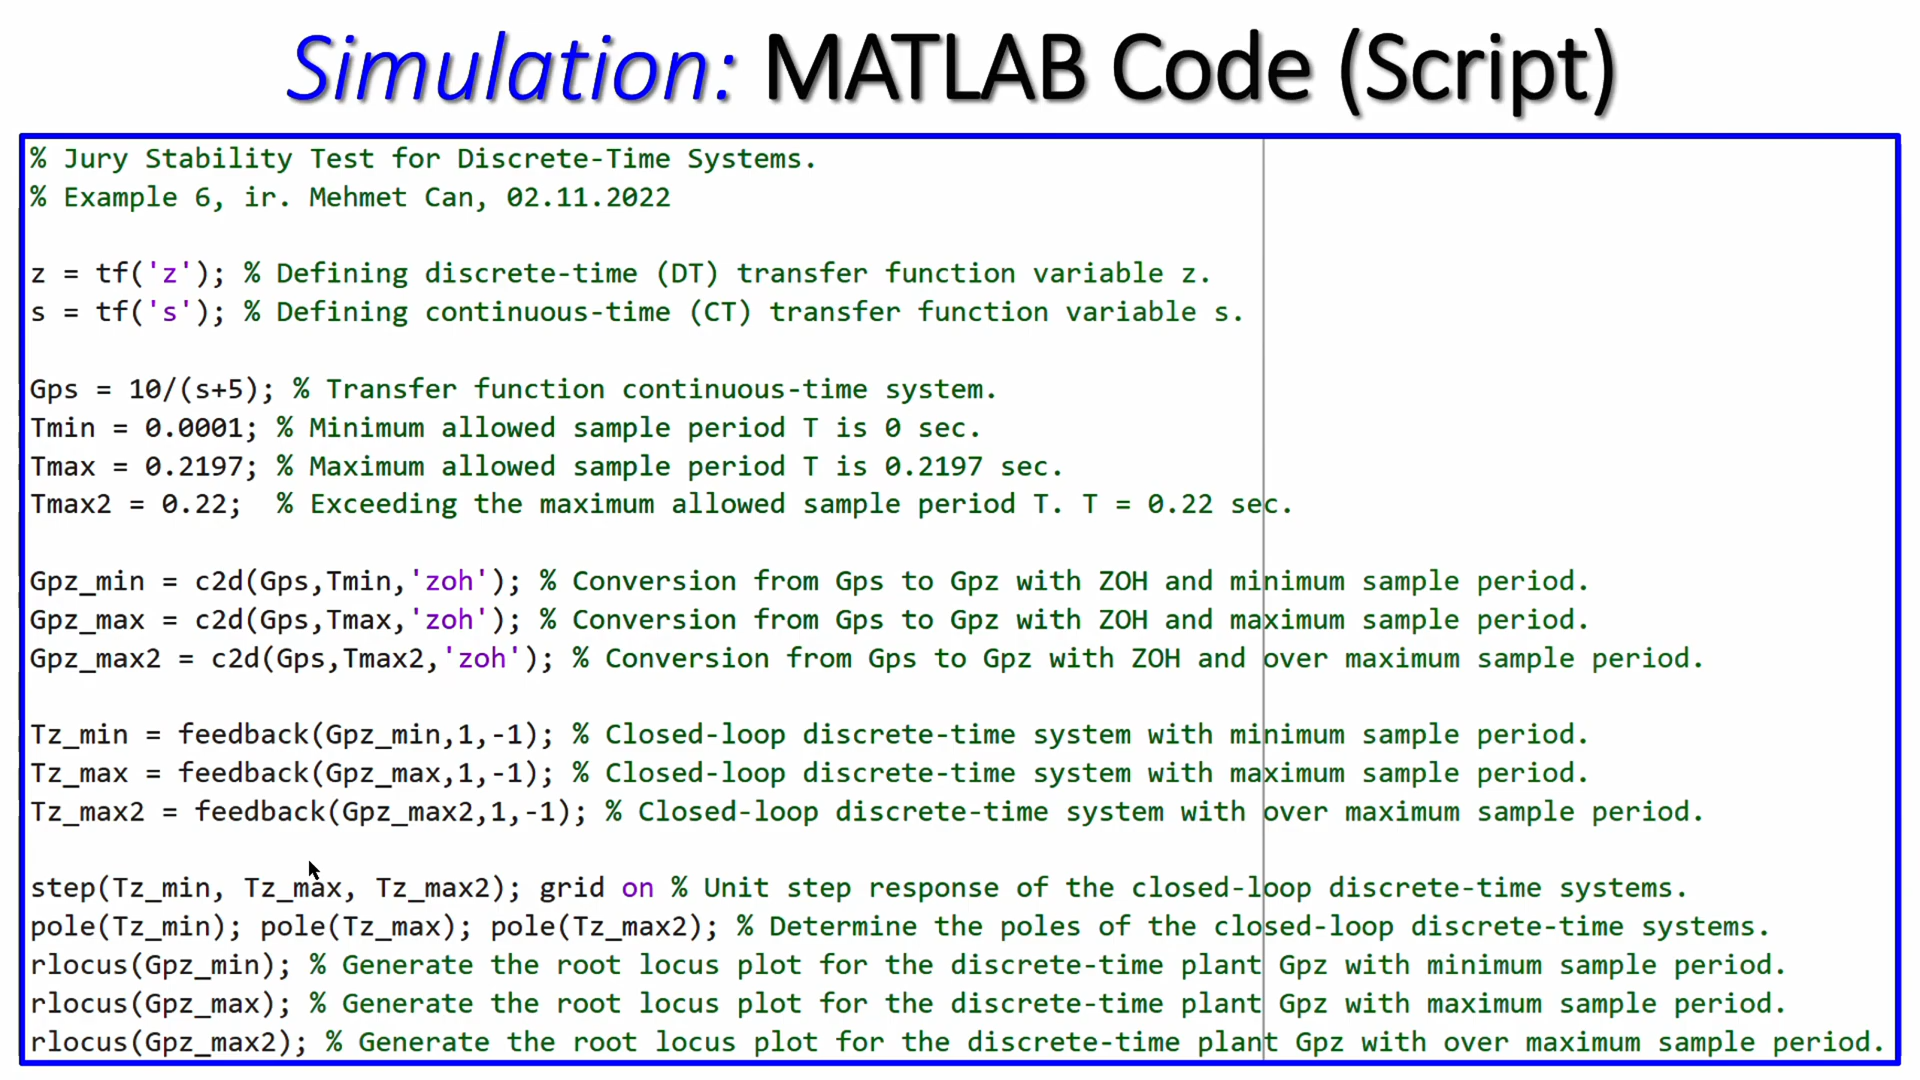 Simulation: MATLAB Code (Script)
% Jury Stability Test for Discrete-Time Systems.
% Example 6, ir. Mehmet Can, 02.11.2022
z = tf('z'); % Defining discrete-time (DT) transfer function variable z.
s = tf('s'); % Defining continuous-time (CT) transfer function variable s.
Gps = 10/(s+5); % Transfer function continuous-time system.
Tmin = 0.0001; % Minimum allowed sample period T is 0 sec.
Tmax = 0.2197; % Maximum allowed sample period T is 0.2197 sec.
Tmax2 = 0.22;  % Exceeding the maximum allowed sample period T. T = 0.22 sec.
Gpz_min = c2d(Gps,Tmin,'zoh'); % Conversion from Gps to Gpz with ZOH and minimum sample period.
Gpz_max = c2d(Gps,Tmax,'zoh'); % Conversion from Gps to Gpz with ZOH and maximum sample period.
Gpz_max2 = c2d(Gps,Tmax2,'zoh'); % Conversion from Gps to Gpz with ZOH and over maximum sample period.
Tz_min = feedback(Gpz_min,1,-1); % Closed-loop discrete-time system with minimum sample period.
Tz_max = feedback(Gpz_max,1,-1); % Closed-loop discrete-time system with maximum sample period.
Tz_max2 = feedback(Gpz_max2,1,-1); % Closed-loop discrete-time system with over maximum sample period.
step(Tz_min, Tz_max, Tz_max2); grid on % Unit step response of the closed-loop discrete-time systems.
pole(Tz_min); pole(Tz_max); pole(Tz_max2); % Determine the poles of the closed-loop discrete-time systems.
rlocus(Gpz_min); % Generate the root locus plot for the discrete-time plant Gpz with minimum sample period.
rlocus(Gpz_max); % Generate the root locus plot for the discrete-time plant Gpz with maximum sample period.
rlocus(Gpz_max2); % Generate the root locus plot for the discrete-time plant Gpz with over maximum sample period.